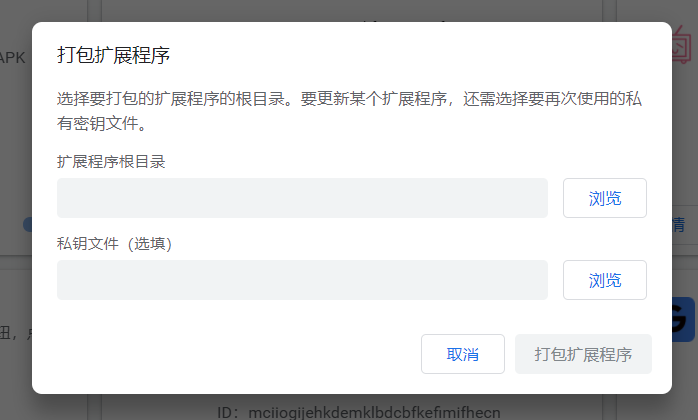 APK
打包扩展程序
选择要打包的扩展程序的根目录。要更新某个扩展程序，还需选择要再次使用的私
有密钥文件。
扩展程序根目录
浏览
情
私钥文件（选填）
浏览
钮，点
取消
打包扩展程序
ID：mciiogijehkdemklbdcbfkefimifhecn